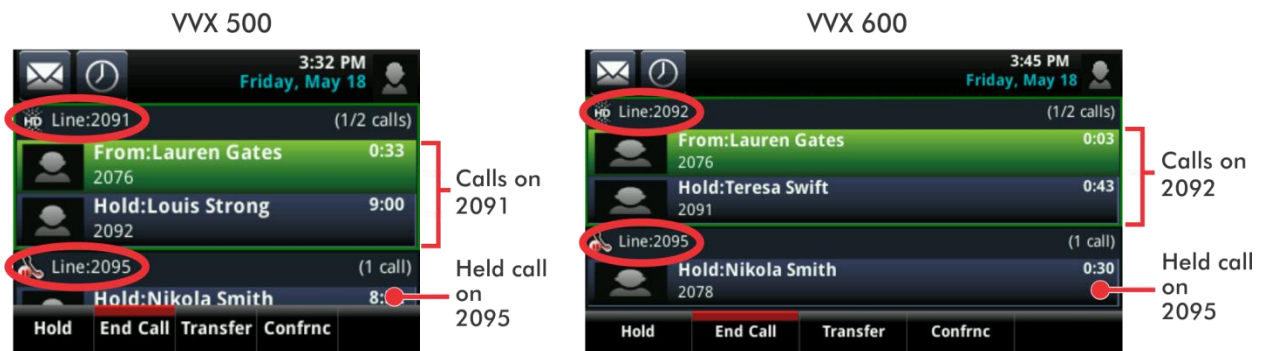 VVX 500
3:32 PM
Friday, May 18
HD Line:2091 (1/2 calls)
From:Lauren Gates 0:33
2076
Hold:Louis Strong 9:00
2092
Line:2095 (1 call)
Hold:Nikola Smith 8:
Hold End Call Transfer Confrnc
Calls on
2091
Held call
on
2095
VVX 600
3:45 PM
Friday, May 18
HD Line:2092 (1/2 calls)
From:Lauren Gates 0:03
2076
Hold:Teresa Swift 0:43
2091
Line:2095 (1 call)
Hold:Nikola Smith 0:30
2078
Hold End Call Transfer Confrnc
Calls on
2092
Held call
on
2095